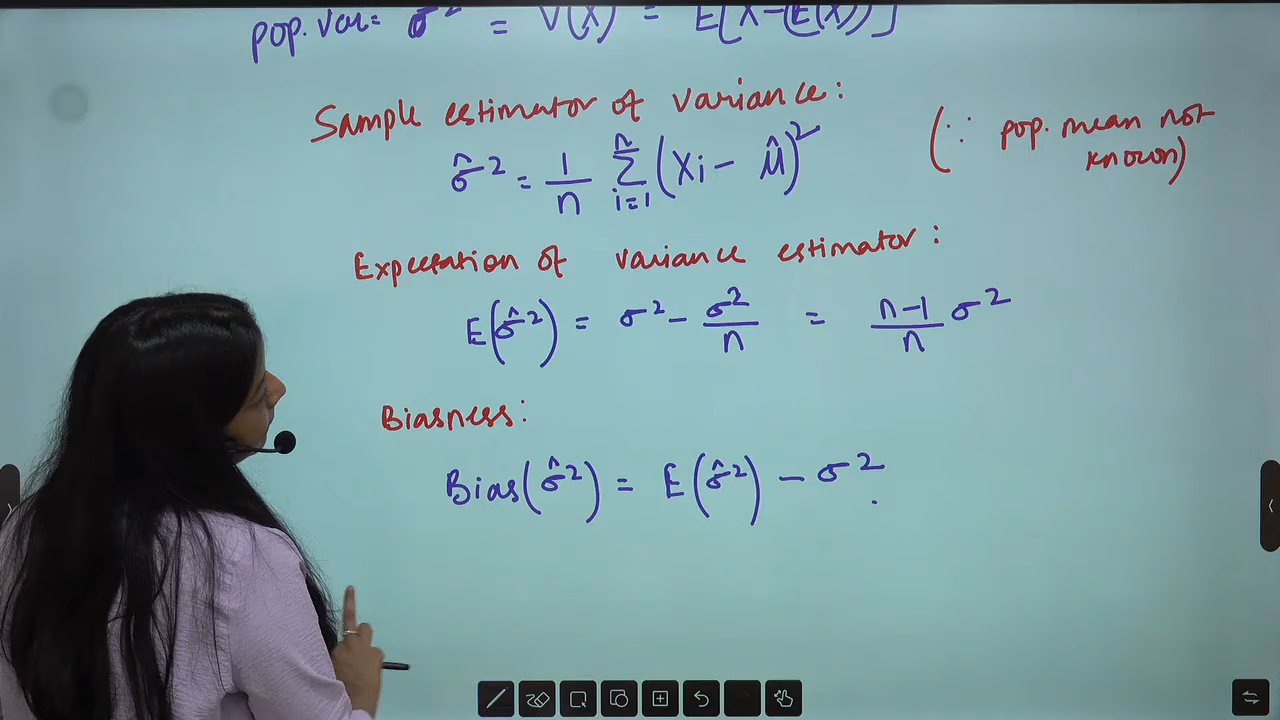 pop. var = σ² = V(X) = E[X-(E(X))]
Sample estimator of variance:
σ̂² = 1/n Σ_{i=1}^{n} (Xi - μ̂)²
(∵ pop. mean not
known)
Expectation of variance estimator:
E(σ̂²) = σ² - σ²/n = n-1/n σ²
Biasness:
Bias(σ̂²) = E(σ̂²) - σ²